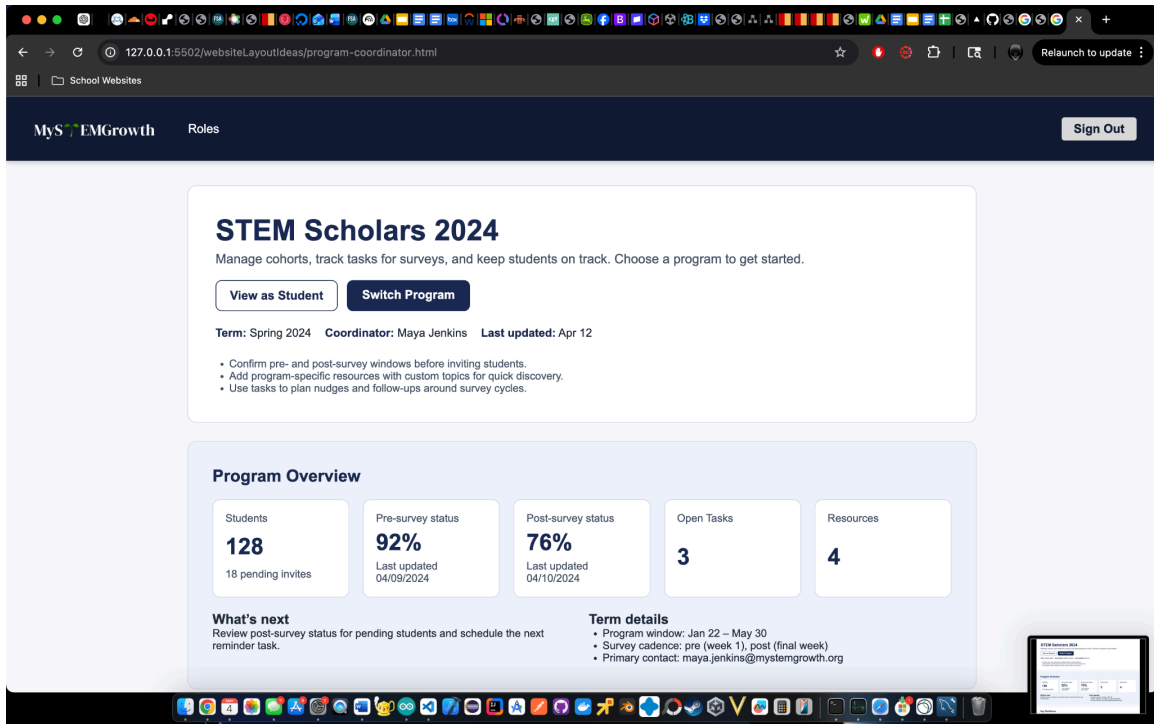 127.0.0.1:5502/websiteLayoutIdeas/program-coordinator.html
Relaunch to update
School Websites
MySTEMGrowth
Roles
Sign Out
STEM Scholars 2024
Manage cohorts, track tasks for surveys, and keep students on track. Choose a program to get started.
View as Student
Switch Program
Term: Spring 2024 Coordinator: Maya Jenkins Last updated: Apr 12
• Confirm pre- and post-survey windows before inviting students.
• Add program-specific resources with custom topics for quick discovery.
• Use tasks to plan nudges and follow-ups around survey cycles.
Program Overview
Students
128
18 pending invites
Pre-survey status
92%
Last updated
04/09/2024
Post-survey status
76%
Last updated
04/10/2024
Open Tasks
3
Resources
4
What's next
Review post-survey status for pending students and schedule the next
reminder task.
Term details
• Program window: Jan 22 – May 30
• Survey cadence: pre (week 1), post (final week)
• Primary contact: maya.jenkins@mystemgrowth.org
STEM Scholars 2024